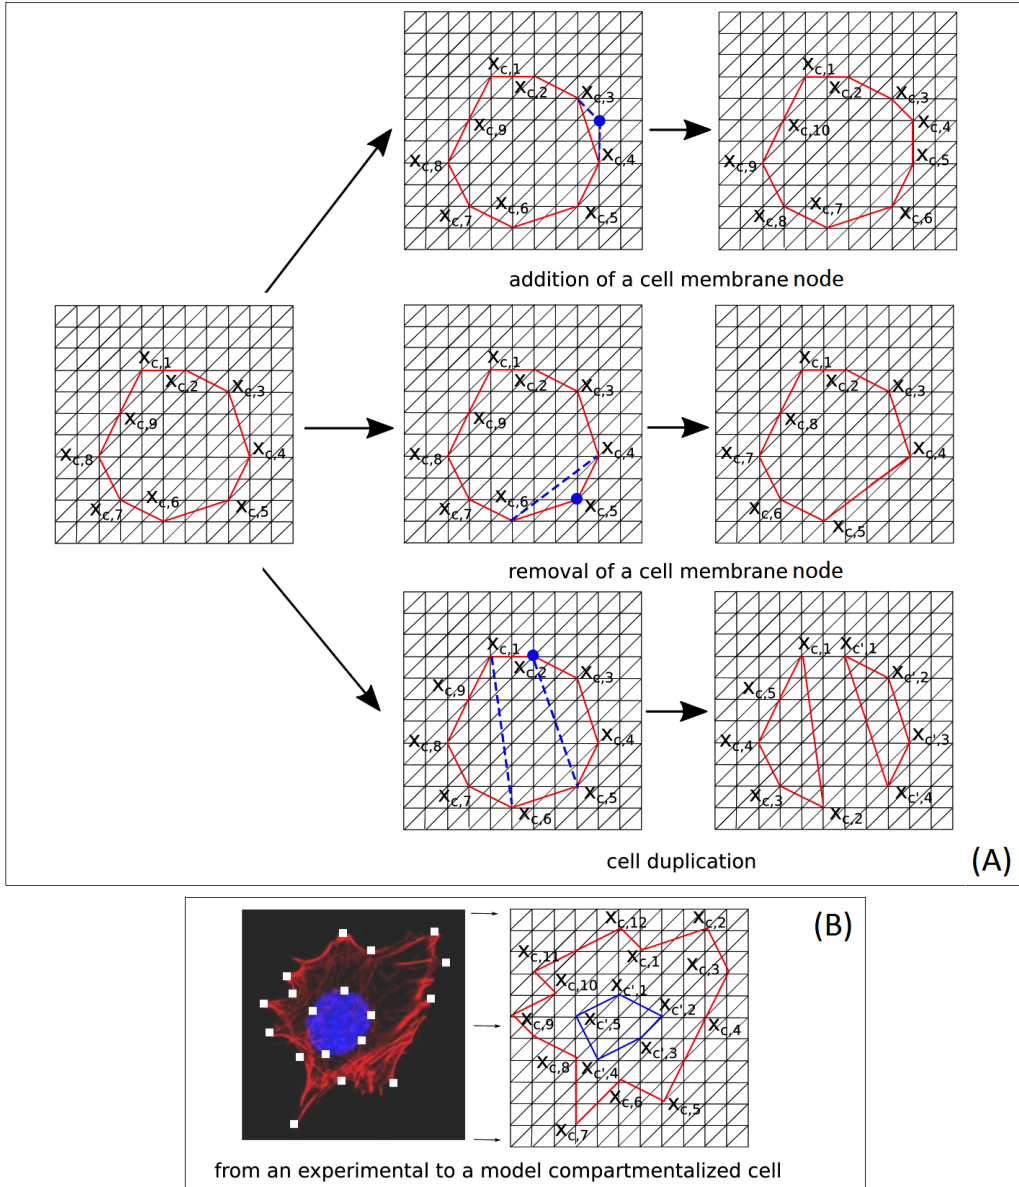 X_c,1
X_c,2
X_c,3
X_c,9
X_c,4
X_c,8
X_c,6
X_c,7
X_c,5
X_c,1
X_c,2
X_c,3
X_c,4
X_c,10
X_c,5
X_c,9
X_c,7
X_c,8
X_c,6
addition of a cell membrane node
X_c,1
X_c,2
X_c,3
X_c,9
X_c,8
X_c,4
X_c,6
X_c,7
X_c,5
X_c,1
X_c,2
X_c,3
X_c,9
X_c,8
X_c,4
X_c,6
X_c,7
X_c,5
X_c,1
X_c,2
X_c,3
X_c,8
X_c,7
X_c,4
X_c,6
X_c,5
removal of a cell membrane node
X_c,1
X_c,2
X_c,3
X_c,9
X_c,8
X_c,4
X_c,7
X_c,5
X_c,6
X_c,1
X_c',1
X_c',2
X_c,5
X_c,4
X_c',3
X_c,3
X_c',4
X_c,2
cell duplication
(A)
(B)
X_c,12
X_c,2
X_c,1
X_c,11
X_c,3
X_c,10
X_c',1
X_c',2
X_c,9
X_c',5
X_c,4
X_c',3
X_c,8
X_c',4
X_c,6
X_c,5
X_c,7
from an experimental to a model compartmentalized cell